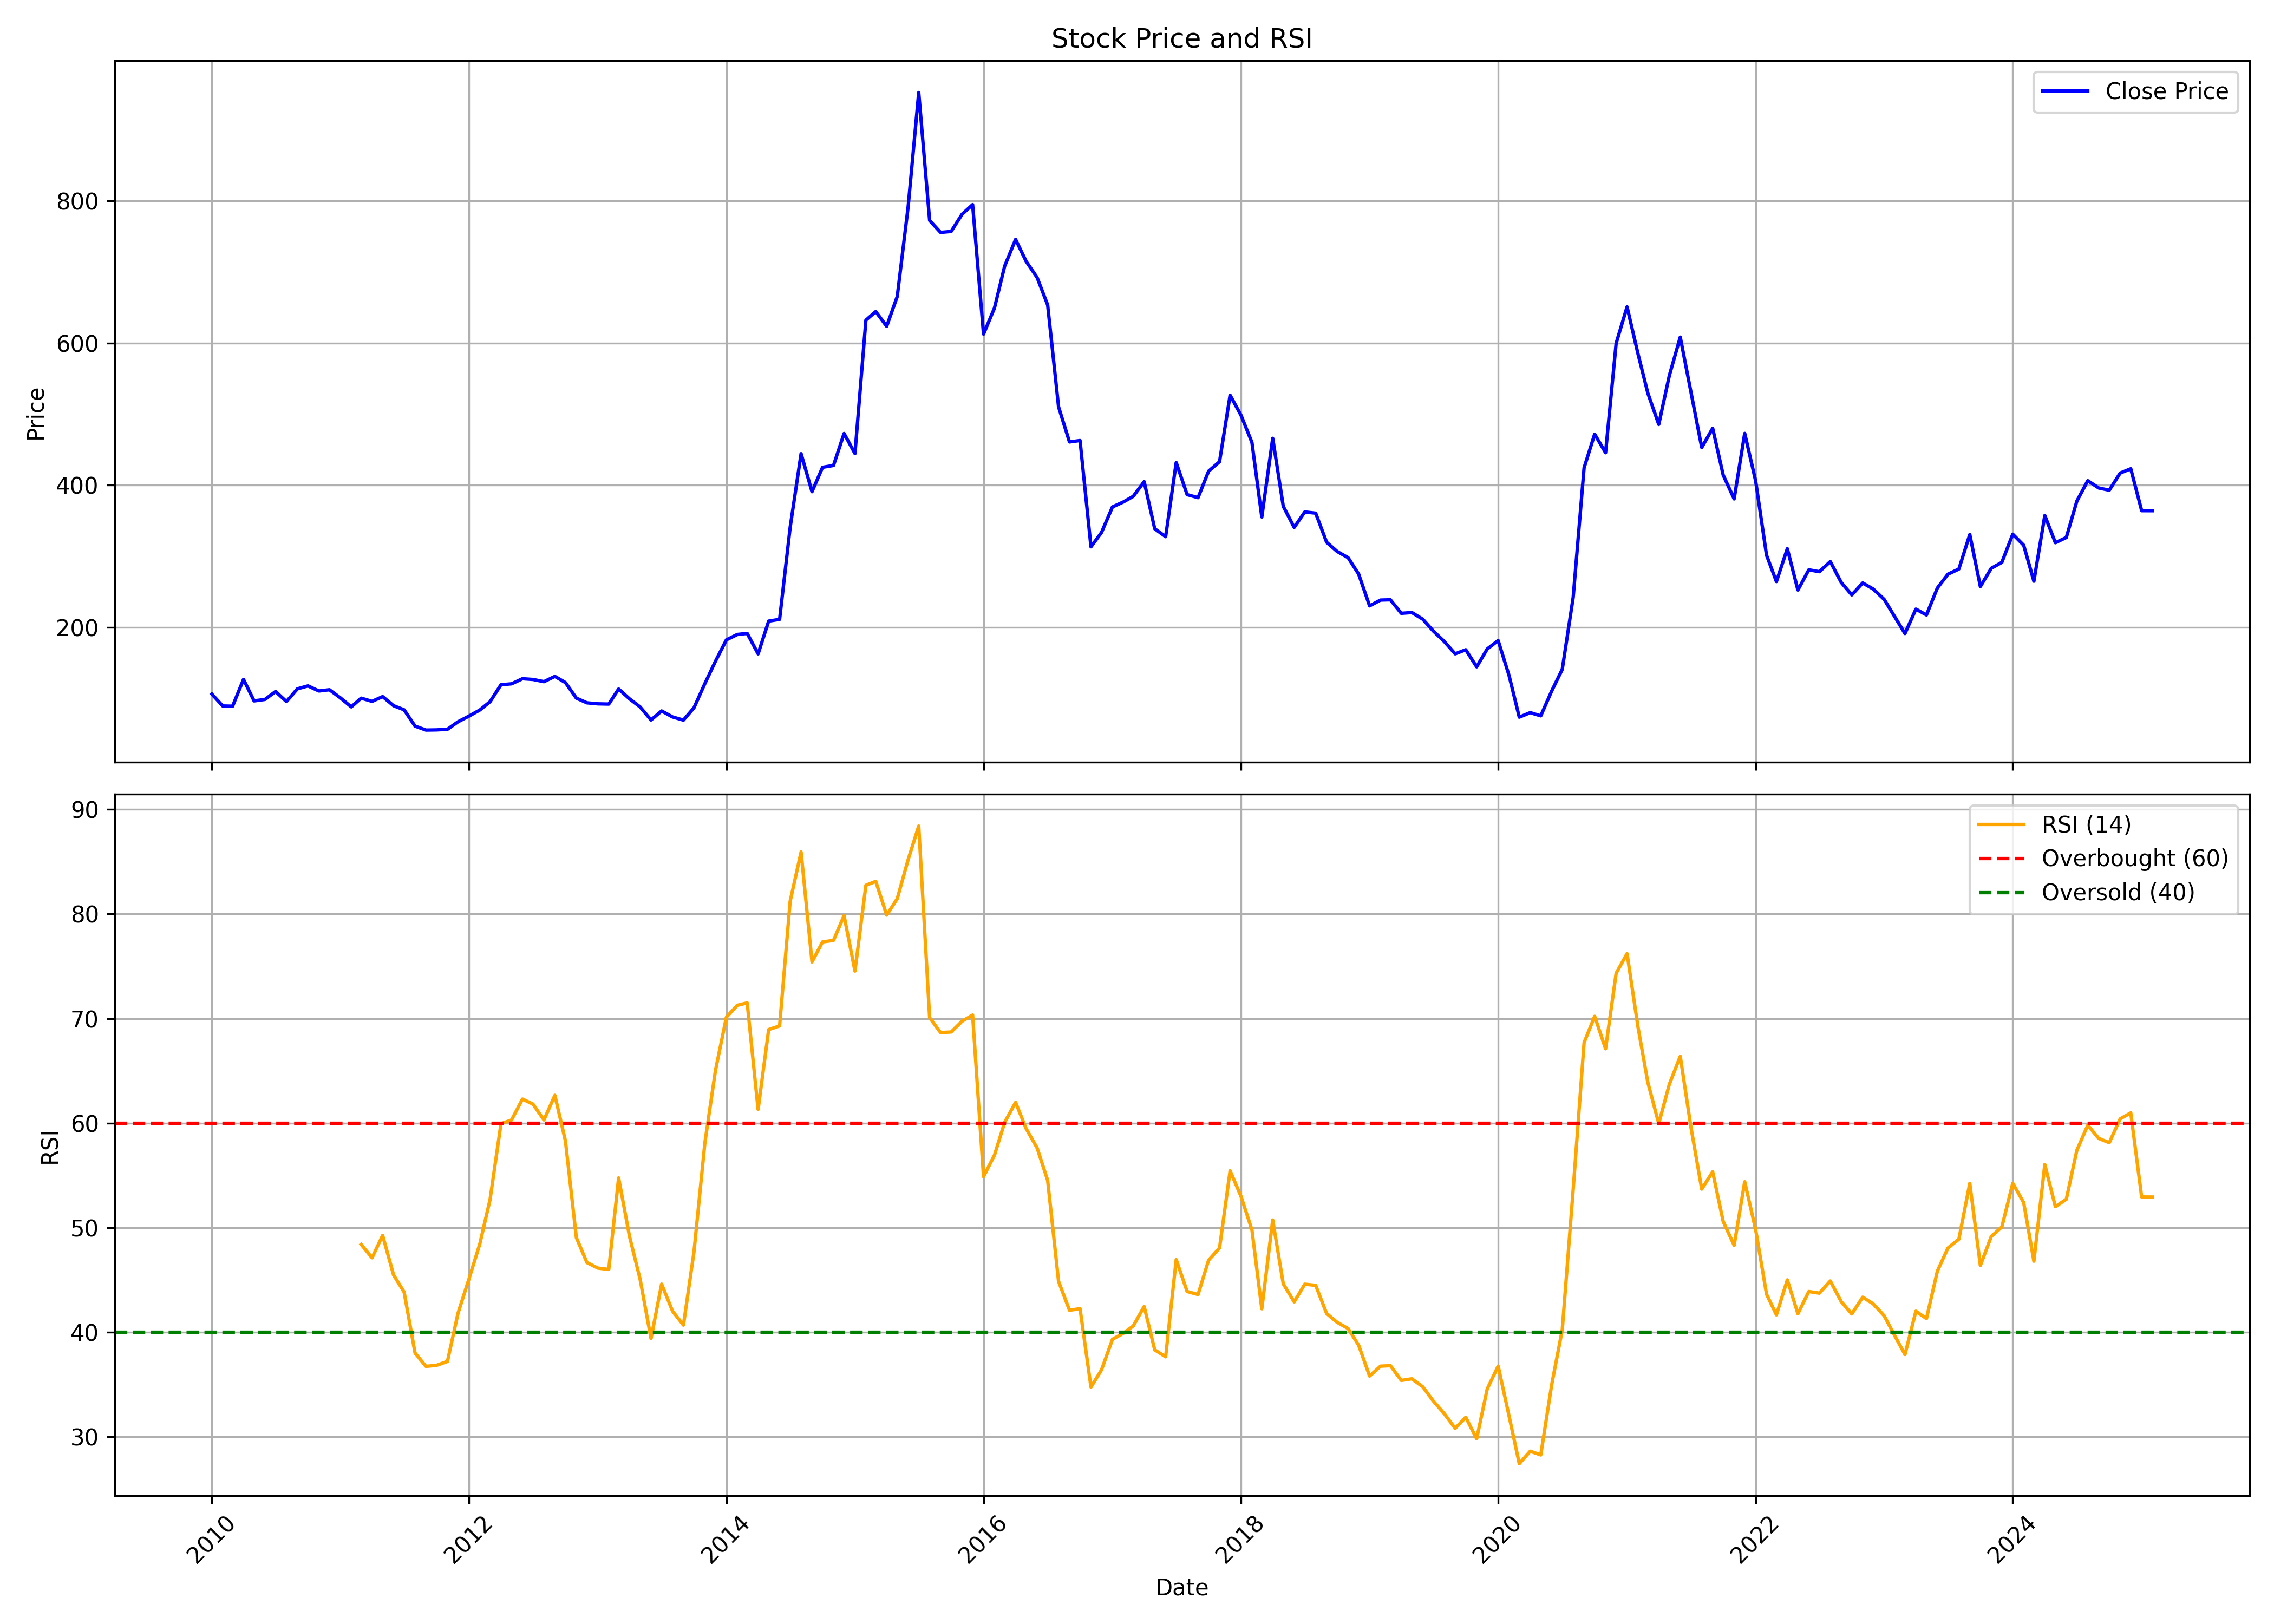 Stock Price and RSI
Close Price
800
600
400
200
Price
90
80
70
60
50
40
30
RSI
RSI (14)
Overbought (60)
Oversold (40)
2010
2012
2014
2016
2018
2020
2022
2024
Date